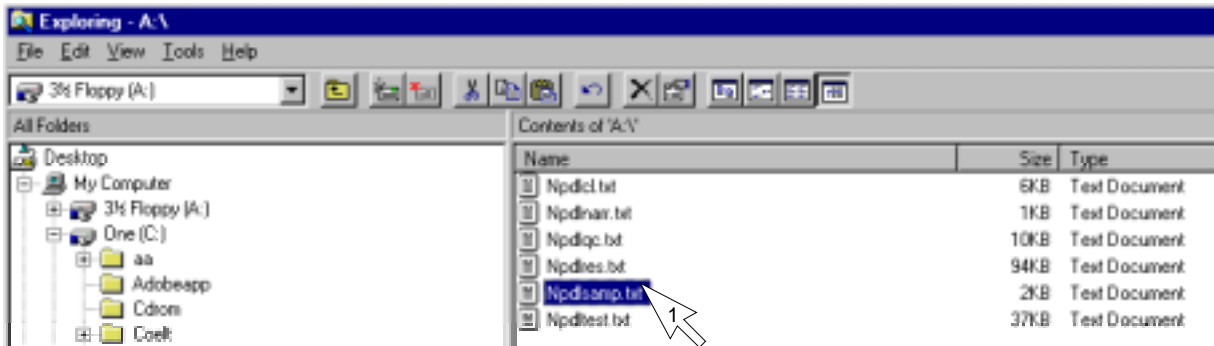 Exploring - A:\
File Edit View Tools Help
3½ Floppy (A:)
All Folders
Contents of 'A:\'
Desktop
My Computer
3½ Floppy (A:)
One (C:)
aa
Adobeapp
Cdrom
Coelt
Name Size Type
Npdlcl.txt 6KB Text Document
Npdlnarr.txt 1KB Text Document
Npdlqc.txt 10KB Text Document
Npdlres.txt 94KB Text Document
Npdlsamp.txt 2KB Text Document
Npdltest.txt 37KB Text Document
1